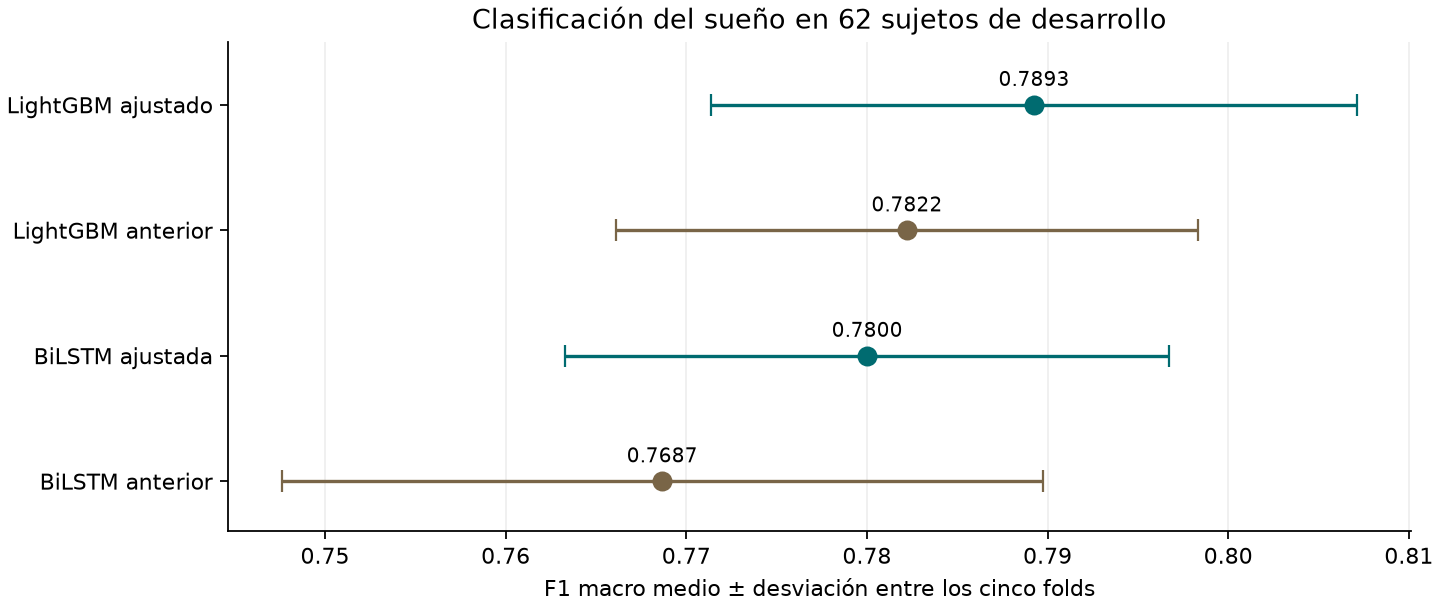 Clasificación del sueño en 62 sujetos de desarrollo
LightGBM ajustado
0.7893
LightGBM anterior
0.7822
BiLSTM ajustada
0.7800
BiLSTM anterior
0.7687
0.75 0.76 0.77 0.78 0.79 0.80 0.81
F1 macro medio ± desviación entre los cinco folds